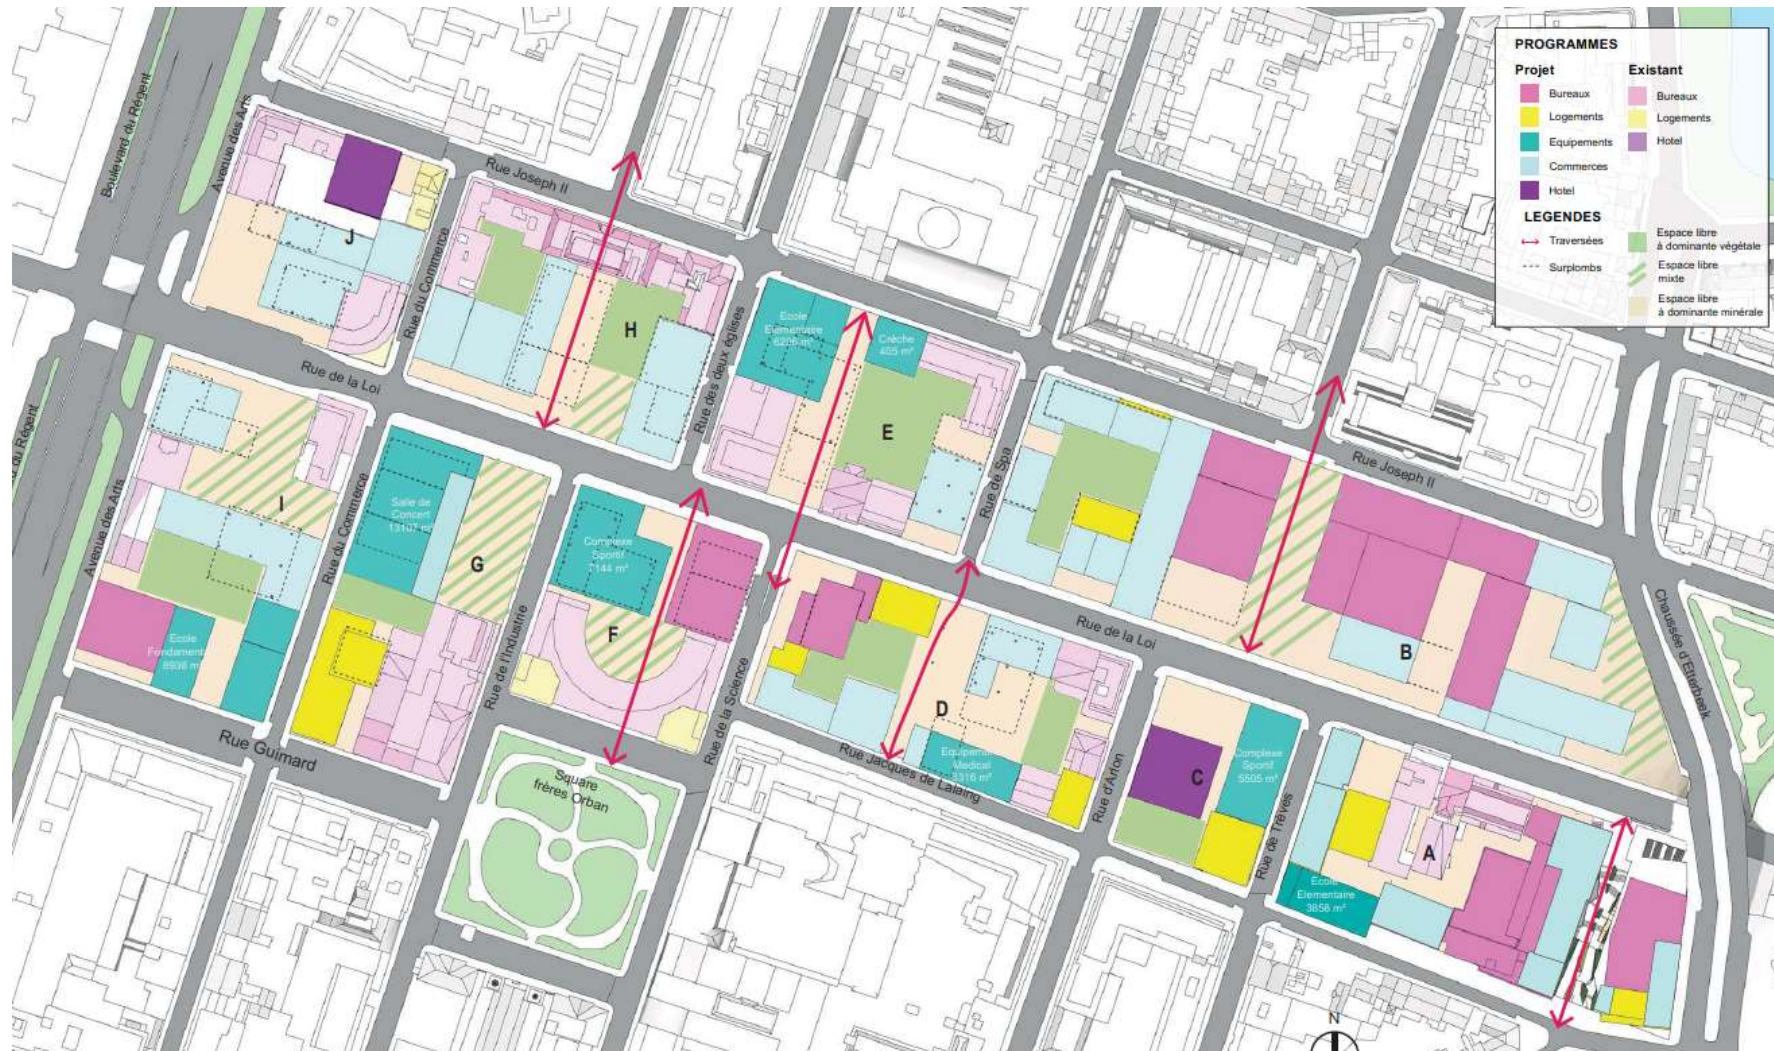 PROGRAMMES
Projet
Existant
Bureaux
Bureaux
Logements
Logements
Equipements
Hotel
Commerces
Hotel
LEGENDES
Traversées
Espace libre
à dominante végétale
Surplombs
Espace libre
mixte
Espace libre
à dominante minérale
Boulevard du Régent
Avenue des Arts
Rue Joseph II
J
Rue du Commerce
H
Rue des deux églises
Ecole
Elementaire
Crèche
405 m²
E
Rue de la Loi
Rue de Spa
Rue Joseph II
Avenue des Arts
I
Rue du Commerce
Salle de
Concert
G
Complexe
Sportif
F
Rue de l'Industrie
Rue de la Science
Rue de la Loi
B
Chaussée d'Etterbeek
Ecole
D
Rue Guimard
Square
frères Orban
Rue Jacques de Lalaing
Medical
Rue d'Arlon
C
Complexe
Sportif
5505 m²
Rue de Trèves
A
Ecole
Elementaire
3858 m²
N